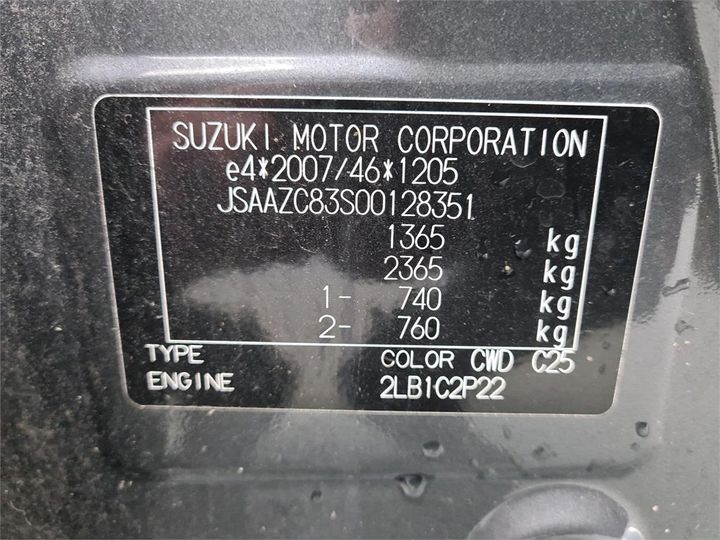 SUZUKI MOTOR CORPORATION
e4*2007/46*1205
JSAAZC83S00128351
1365 kg
2365 kg
1- 740 kg
2- 760 kg
TYPE COLOR CWD C25
ENGINE 2LB1C2P22